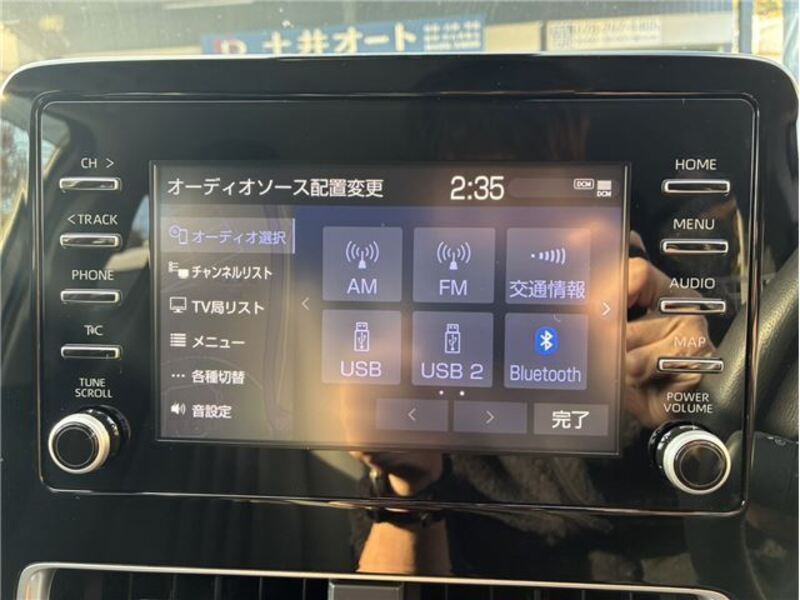 土井オート
CH >
< TRACK
PHONE
TUNE
SCROLL
オーディオソース配置変更
2:35
DCM
DCM
オーディオ選択
チャンネルリスト
TV局リスト
メニュー
各種切替
音設定
AM
FM
交通情報
USB
USB 2
Bluetooth
<
>
<
>
完了
HOME
MENU
AUDIO
MAP
POWER
VOLUME